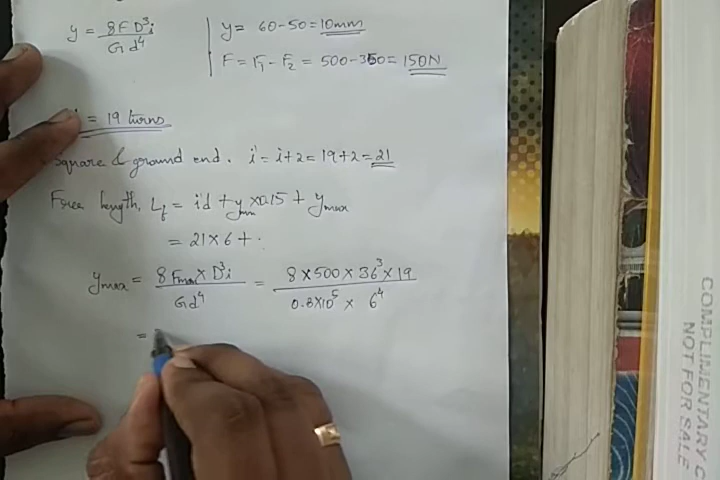 y = 8FD³i / Gd⁴
y = 60-50 = 10mm
F = F₁ - F₂ = 500-350 = 150N
i = 19 turns
Square & ground end. i' = i+2 = 19+2 = 21
Free length, Lf = i'd + ymax × 0.15 + ymax
= 21×6+.
ymax = 8Fmax × D³i / Gd⁴ = 8×500×36³×19 / 0.8×10⁵ × 6⁴
=
COMPLIMENTARY C
NOT FOR SALE